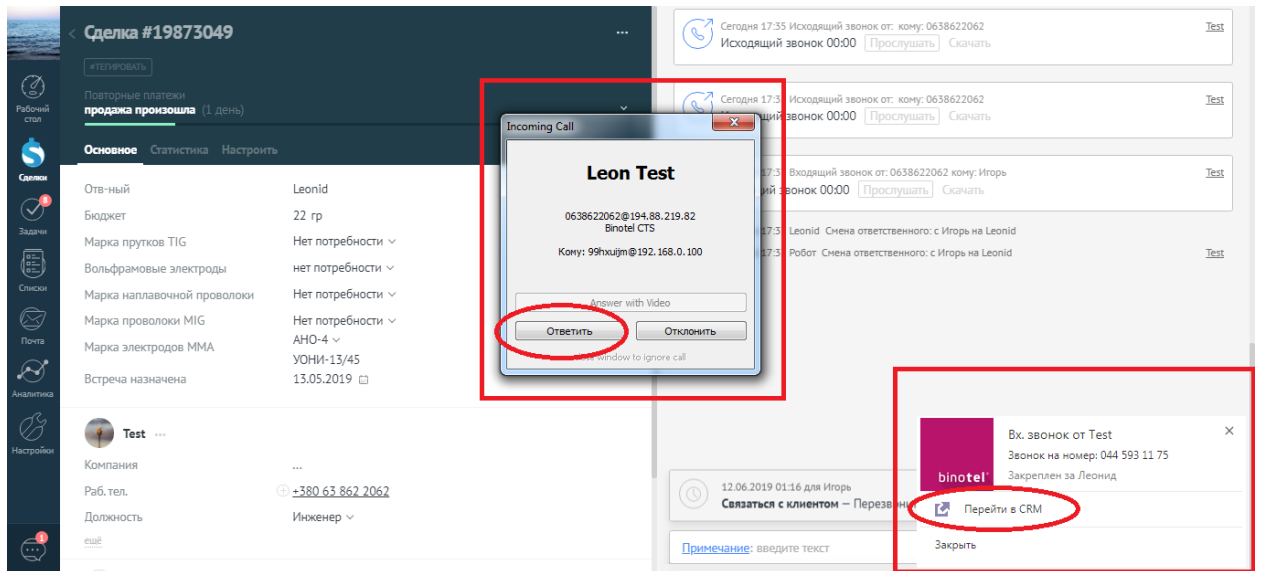 Сделка #19873049
#ТЕГИРОВАТЬ
Повторные платежи
продажа произошла (1 день)
Основное Статистика Настроить
Отв-ный Leonid
Бюджет 22 гр
Марка прутков TIG Нет потребности
Вольфрамовые электроды нет потребности
Марка наплавочной проволоки Нет потребности
Марка проволоки MIG Нет потребности
Марка электродов MMA АНО-4
УОНИ-13/45
Встреча назначена 13.05.2019
Test ...
Компания ...
Раб. тел. +380 63 862 2062
Должность Инженер
ещё
Рабочий
стол
Сделки
8
Задачи
Списки
Почта
Аналитика
Настройки
1
Incoming Call
Leon Test
0638622062@194.88.219.82
Binotel CTS
Кому: 99hxuijm@192.168.0.100
Answer with Video
Ответить Отклонить
window to ignore call
Сегодня 17:35 Исходящий звонок от: кому: 0638622062 Test
Исходящий звонок 00:00 Прослушать Скачать
Сегодня 17:3 Исходящий звонок от: кому: 0638622062 Test
звонок 00:00 Прослушать Скачать
17:3 Входящий звонок от: 0638622062 кому: Игорь Test
звонок 00:00 Прослушать Скачать
17:3 Leonid Смена ответственного: с Игорь на Leonid
17:3 Робот Смена ответственного: с Игорь на Leonid Test
12.06.2019 01:16 для Игорь
Связаться с клиентом —
Примечание: введите текст
binotel
Вх. звонок от Test
Звонок на номер: 044 593 11 75
Закреплен за Леонид
Перейти в CRM
Закрыть